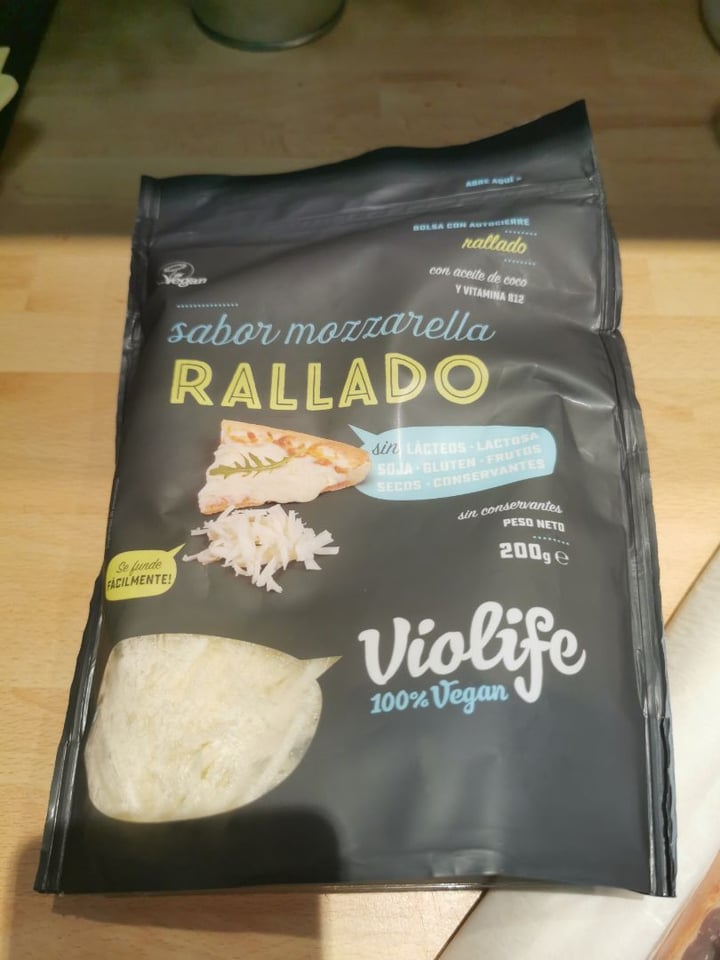 ABRE AQUÍ
BOLSA CON AUTOCIERRE
rallado
con aceite de coco
Y VITAMINA B12
Vegan
sabor mozzarella
RALLADO
sin LÁCTEOS · LACTOSA
SOJA · GLUTEN · FRUTOS
SECOS · CONSERVANTES
sin conservantes
PESO NETO
200g e
Se funde
FÁCILMENTE!
Violife
100% Vegan